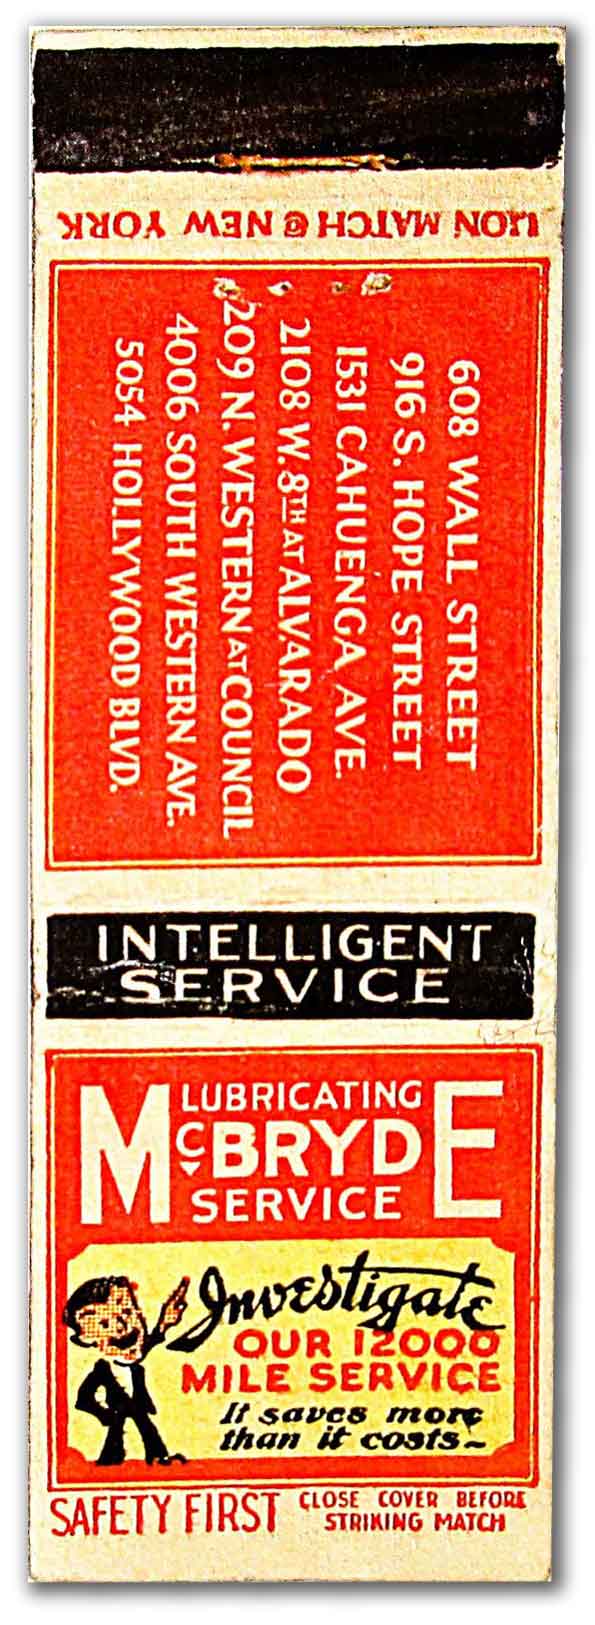 LION MATCH @ NEW YORK
608 WALL STREET
916 S. HOPE STREET
1531 CAHUENGA AVE.
2108 W. 8TH AT ALVARADO
209 N. WESTERN AT COUNCIL
4006 SOUTH WESTERN AVE.
5054 HOLLYWOOD BLVD.
INTELLIGENT
SERVICE
LUBRICATING
McBRYDE
SERVICE
Investigate
OUR 12000
MILE SERVICE
It saves more
than it costs~
SAFETY FIRST CLOSE COVER BEFORE
STRIKING MATCH